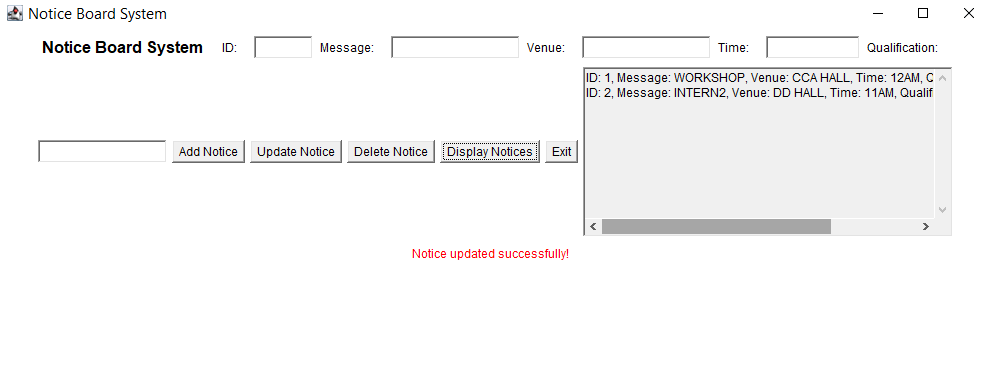 Notice Board System
Notice Board System ID: Message: Venue: Time: Qualification:
ID: 1, Message: WORKSHOP, Venue: CCA HALL, Time: 12AM, Q
ID: 2, Message: INTERN2, Venue: DD HALL, Time: 11AM, Qualifi
Add Notice Update Notice Delete Notice Display Notices Exit
Notice updated successfully!